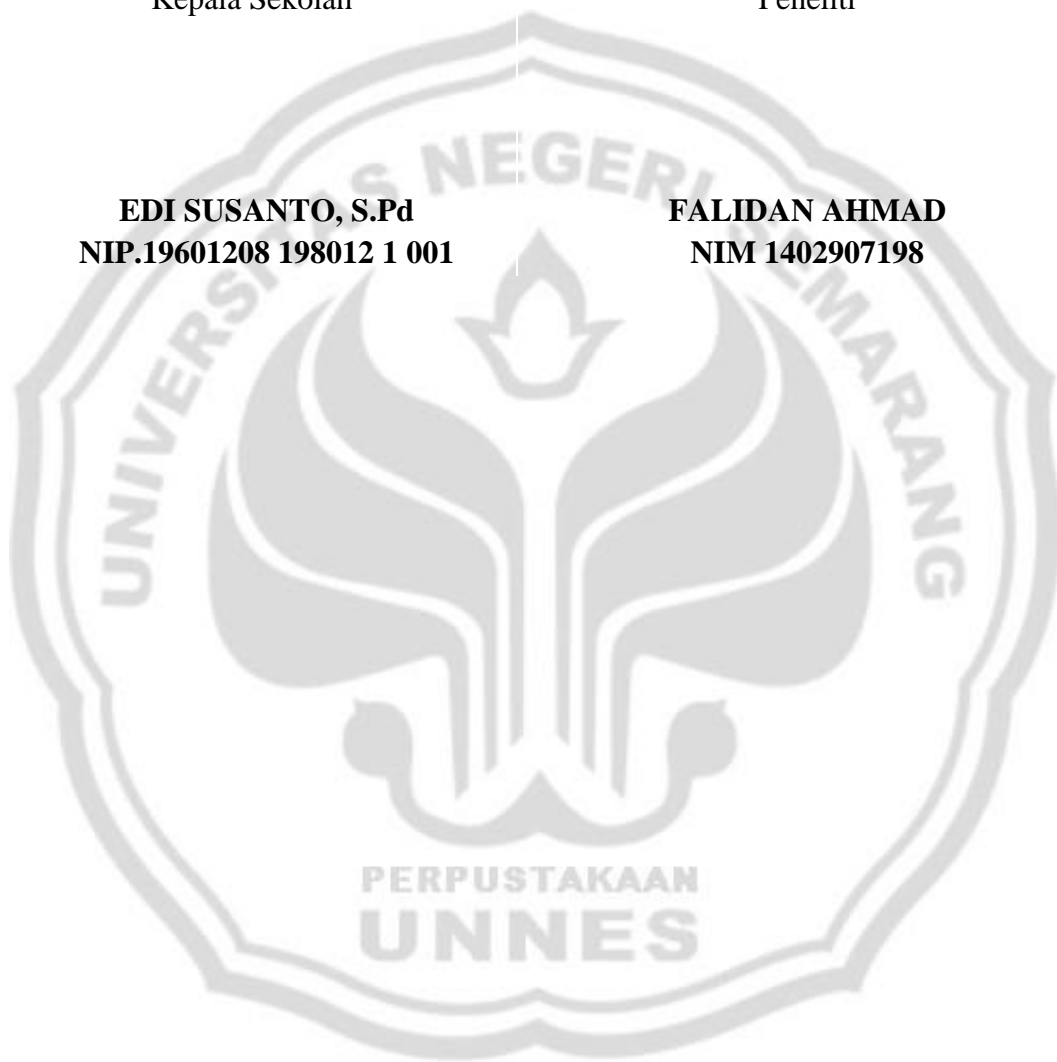 Kepala Sekolah
Peneliti
EDI SUSANTO, S.Pd
NIP.19601208 198012 1 001
FALIDAN AHMAD
NIM 1402907198
UNIVERSITAS NEGERI SEMARANG
PERPUSTAKAAN
UNNES